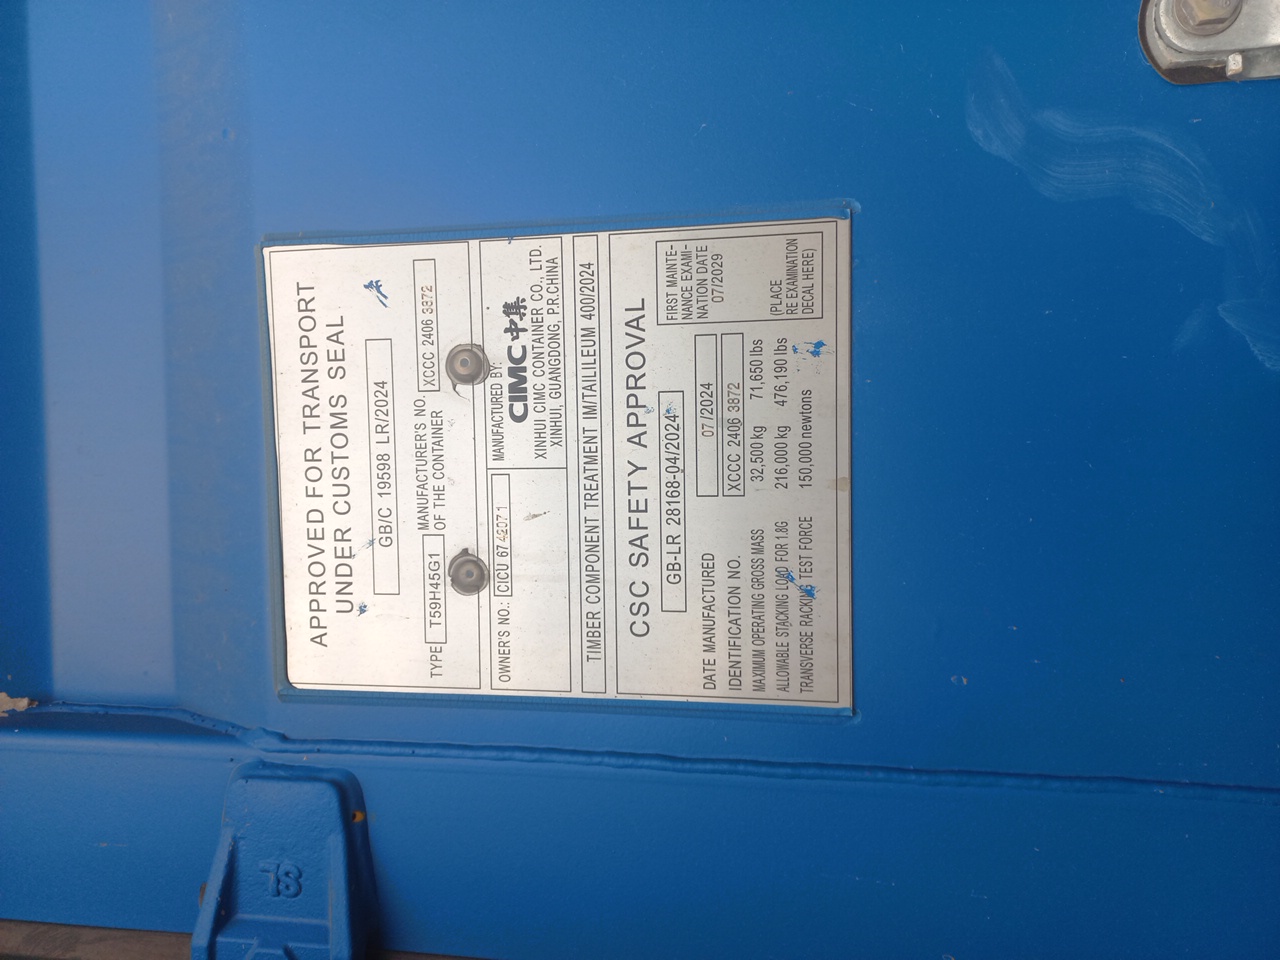 APPROVED FOR TRANSPORT
UNDER CUSTOMS SEAL
GB/C 19598 LR/2024
TYPE T59H45G1
MANUFACTURER'S NO.
OF THE CONTAINER
XCCC 2406 3872
OWNER'S NO.: CICU 67 42071
MANUFACTURED BY:
CIMC中集
XINHUI CIMC CONTAINER CO., LTD.
XINHUI, GUANGDONG, P.R.CHINA
TIMBER COMPONENT TREATMENT IM/TAILILEUM 400/2024
CSC SAFETY APPROVAL
GB-LR 28168-04/2024
DATE MANUFACTURED 07/2024
IDENTIFICATION NO. XCCC 2406 3872
MAXIMUM OPERATING GROSS MASS 32,500 kg 71,650 lbs
ALLOWABLE STACKING LOAD FOR 1.8G 216,000 kg 476,190 lbs
TRANSVERSE RACKING TEST FORCE 150,000 newtons
FIRST MAINTE-
NANCE EXAMI-
NATION DATE
07/2029
(PLACE
RE EXAMINATION
DECAL HERE)